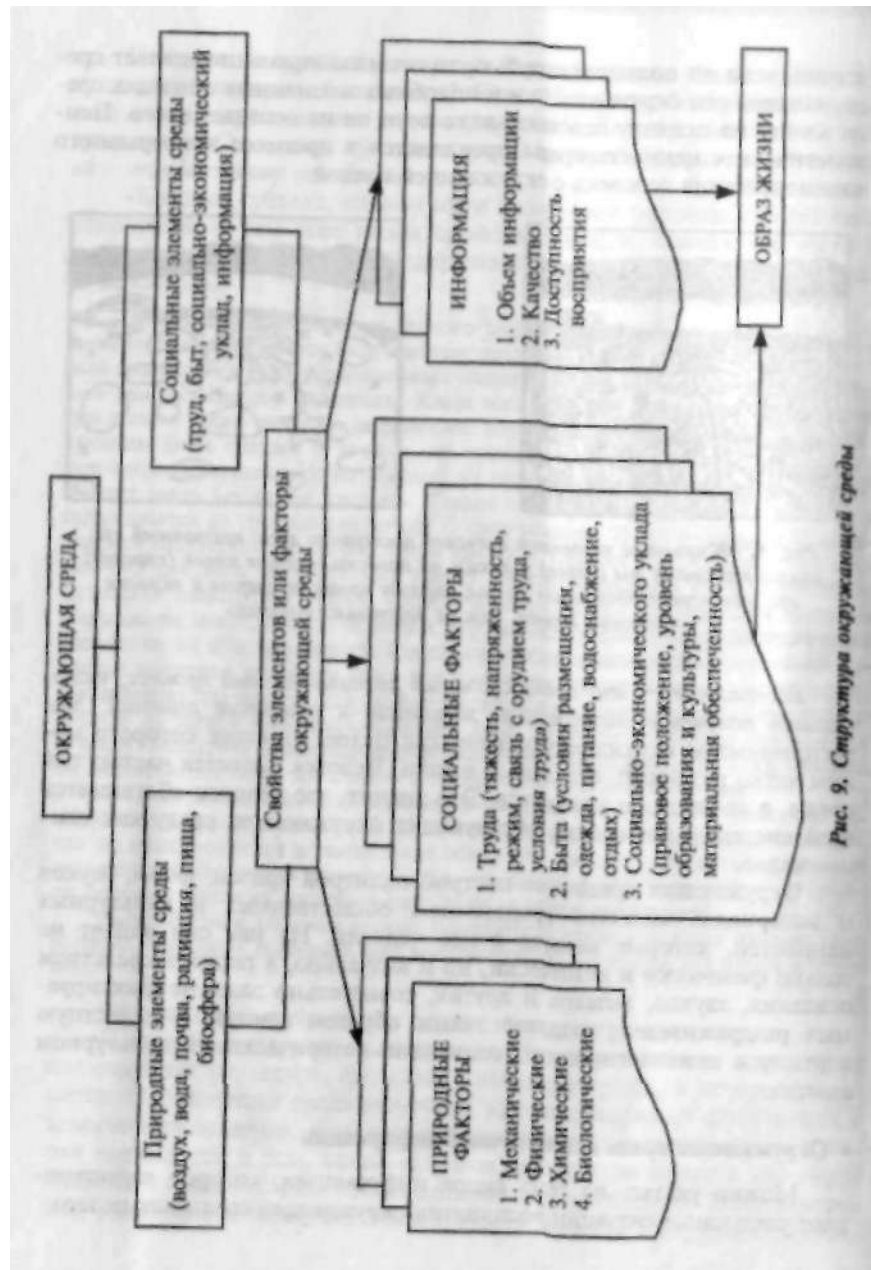 ОКРУЖАЮЩАЯ СРЕДА
Природные элементы среды
(воздух, вода, почва, радиация, пища,
биосфера)
Социальные элементы среды
(труд, быт, социально-экономический
уклад, информация)
Свойства элементов или факторы
окружающей среды
ПРИРОДНЫЕ
ФАКТОРЫ
1. Механические
2. Физические
3. Химические
4. Биологические
СОЦИАЛЬНЫЕ ФАКТОРЫ
1. Труда (тяжесть, напряженность,
режим, связь с орудием труда,
условия труда)
2. Быта (условия размещения,
одежда, питание, водоснабжение,
отдых)
3. Социально-экономического уклада
(правовое положение, уровень
образования и культуры,
материальная обеспеченность)
ИНФОРМАЦИЯ
1. Объем информации
2. Качество
3. Доступность
восприятия
ОБРАЗ ЖИЗНИ
Рис. 9. Структура окружающей среды